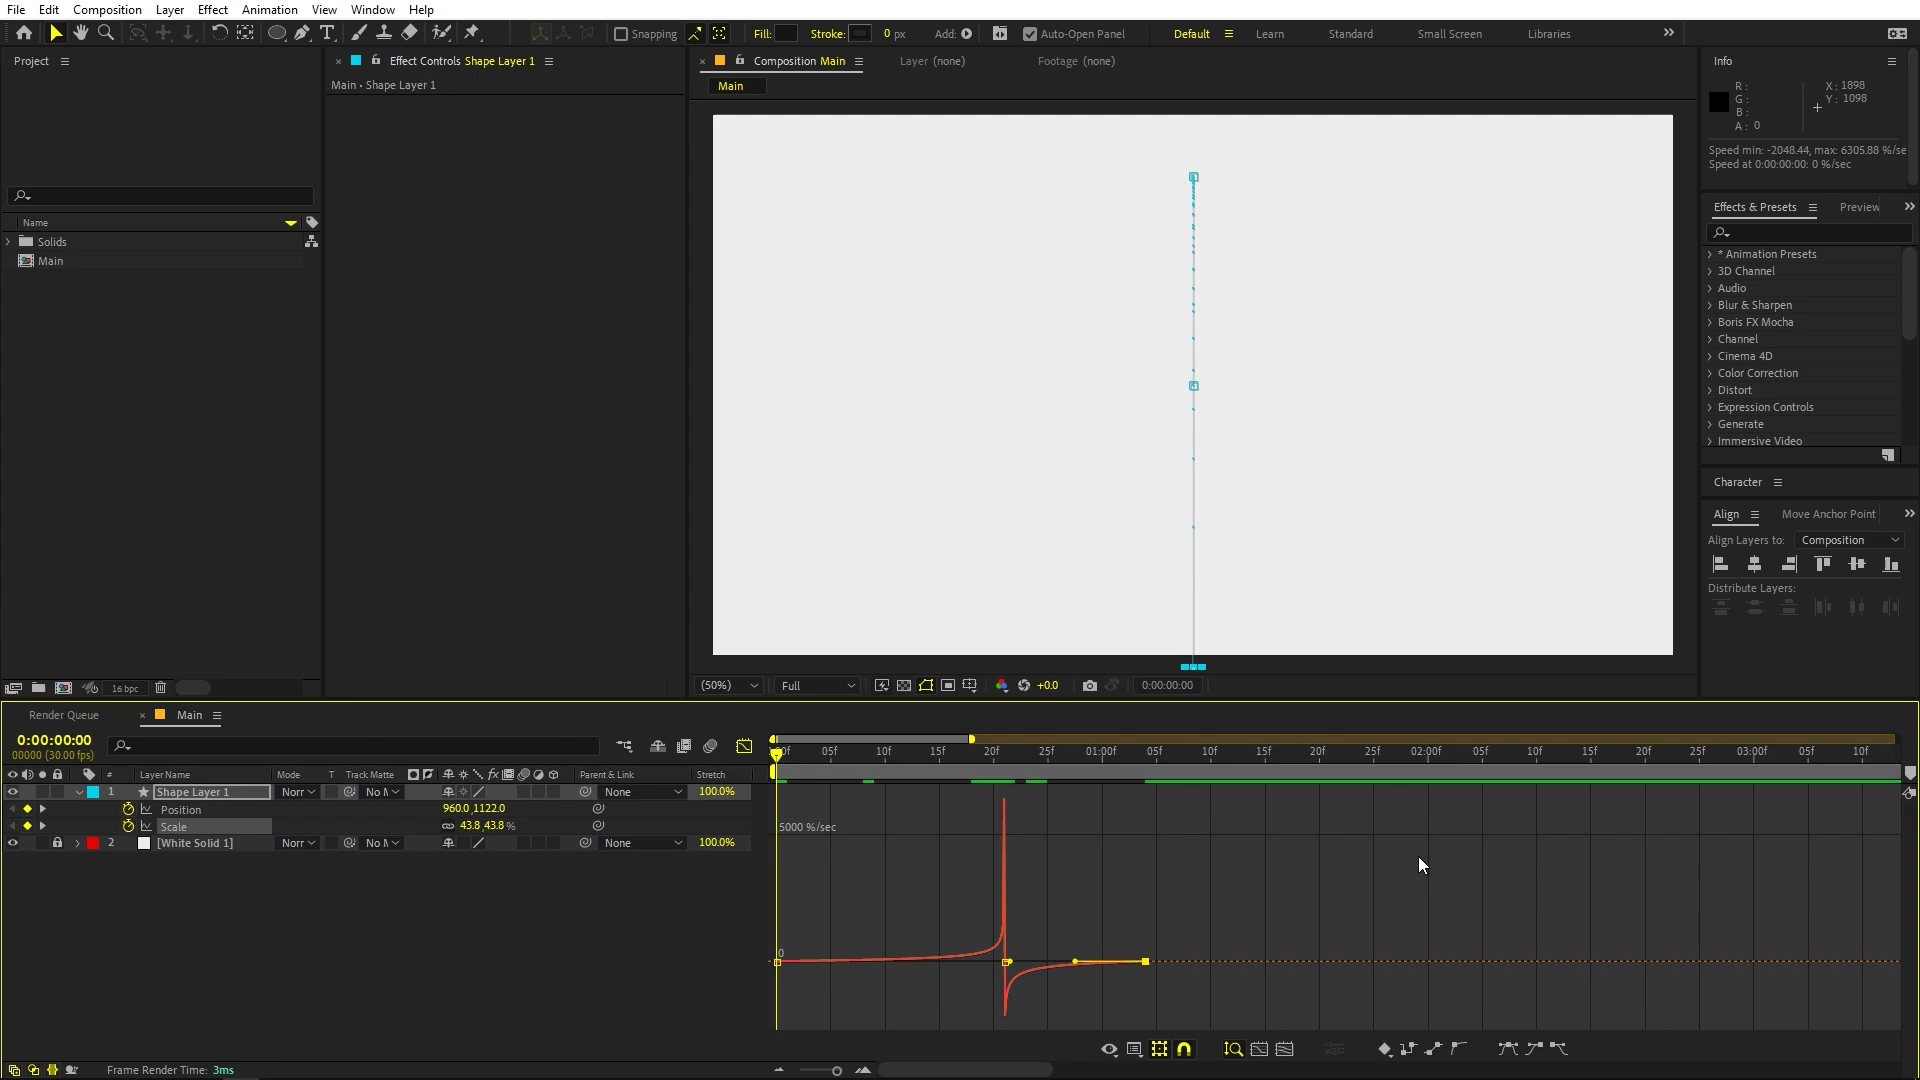 File Edit Composition Layer Effect Animation View Window Help
Snapping Fill: Stroke: 0 px Add: Auto-Open Panel Default Learn Standard Small Screen Libraries
Project
Effect Controls Shape Layer 1
Composition Main
Layer (none)
Footage (none)
Info
Main • Shape Layer 1
Main
R :
G :
B :
A : 0
X : 1898
Y : 1098
Speed min: -2048.44, max: 6305.88 %/se
Speed at 0:00:00:00: 0 %/sec
Name
Solids
Main
Effects & Presets
Preview
* Animation Presets
3D Channel
Audio
Blur & Sharpen
Boris FX Mocha
Channel
Cinema 4D
Color Correction
Distort
Expression Controls
Generate
Immersive Video
Character
Align
Move Anchor Point
Align Layers to: Composition
Distribute Layers:
16 bpc
(50%) Full +0.0 0:00:00:00
Render Queue
Main
0:00:00:00
00000 (30.00 fps)
:00f 05f 10f 15f 20f 25f 01:00f 05f 10f 15f 20f 25f 02:00f 05f 10f 15f 20f 25f 03:00f 05f 10f
# Layer Name Mode T Track Matte fx Parent & Link Stretch
1 Shape Layer 1 Norr No M None 100.0%
Position 960.0,1122.0
Scale 43.8,43.8 %
2 [White Solid 1] Norr No M None 100.0%
5000 %/sec
0
Frame Render Time: 3ms